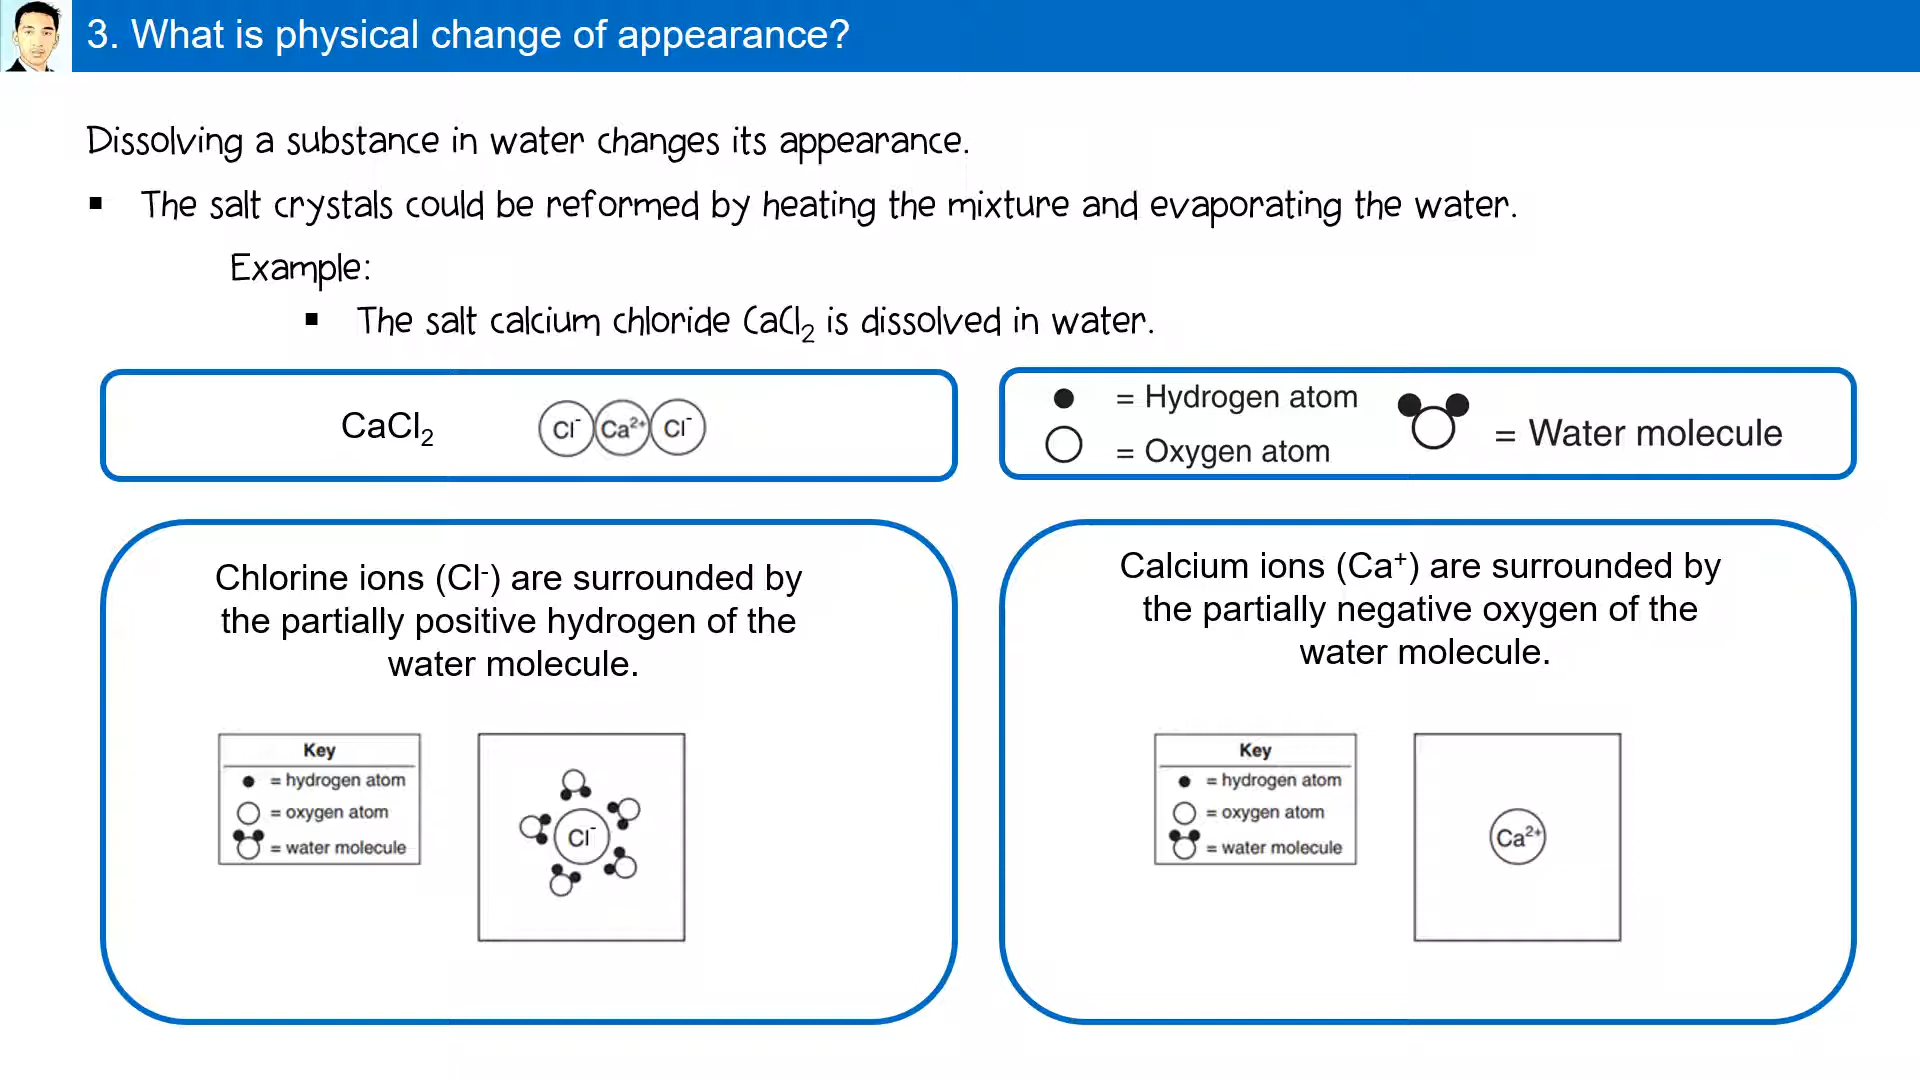 3. What is physical change of appearance?
Dissolving a substance in water changes its appearance.
▪ The salt crystals could be reformed by heating the mixture and evaporating the water.
Example:
▪ The salt calcium chloride CaCl₂ is dissolved in water.
CaCl₂
Cl⁻ Ca²⁺ Cl⁻
= Hydrogen atom
= Oxygen atom
= Water molecule
Chlorine ions (Cl⁻) are surrounded by
the partially positive hydrogen of the
water molecule.
Key
= hydrogen atom
= oxygen atom
= water molecule
Cl⁻
Calcium ions (Ca⁺) are surrounded by
the partially negative oxygen of the
water molecule.
Key
= hydrogen atom
= oxygen atom
= water molecule
Ca²⁺